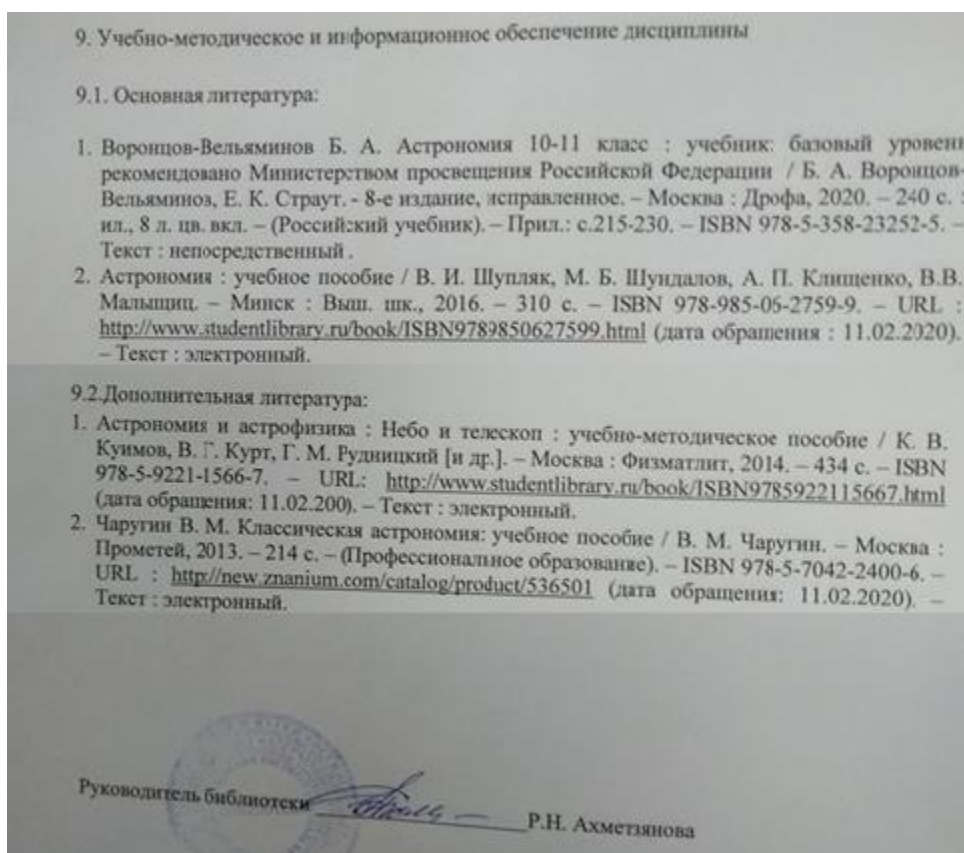 9. Учебно-методическое и информационное обеспечение дисциплины
9.1. Основная литература:
1. Воронцов-Вельяминов Б. А. Астрономия 10-11 класс : учебник: базовый уровень
рекомендовано Министерством просвещения Российской Федерации / Б. А. Воронцов-
Вельяминов, Е. К. Страут. - 8-е издание, исправленное. – Москва : Дрофа, 2020. – 240 с. :
ил., 8 л. цв. вкл. – (Российский учебник). – Прил.: с.215-230. – ISBN 978-5-358-23252-5. –
Текст : непосредственный .
2. Астрономия : учебное пособие / В. И. Шупляк, М. Б. Шундалов, А. П. Клищенко, В.В.
Малыщиц. – Минск : Выш. шк., 2016. – 310 с. – ISBN 978-985-06-2759-9. – URL :
http://www.studentlibrary.ru/book/ISBN9789850627599.html (дата обращения : 11.02.2020).
– Текст : электронный.
9.2.Дополнительная литература:
1. Астрономия и астрофизика : Небо и телескоп : учебно-методическое пособие / К. В.
Куимов, В. Г. Курт, Г. М. Рудницкий [и др.]. – Москва : Физматлит, 2014. – 434 с. – ISBN
978-5-9221-1566-7. – URL: http://www.studentlibrary.ru/book/ISBN9785922115667.html
(дата обращения: 11.02.200). – Текст : электронный.
2. Чаругин В. М. Классическая астрономия: учебное пособие / В. М. Чаругин. – Москва :
Прометей, 2013. – 214 с. – (Профессиональное образование). – ISBN 978-5-7042-2400-6. –
URL : http://new.znanium.com/catalog/product/536501 (дата обращения: 11.02.2020). –
Текст : электронный.
Руководитель библиотеки Р.Н. Ахметзянова